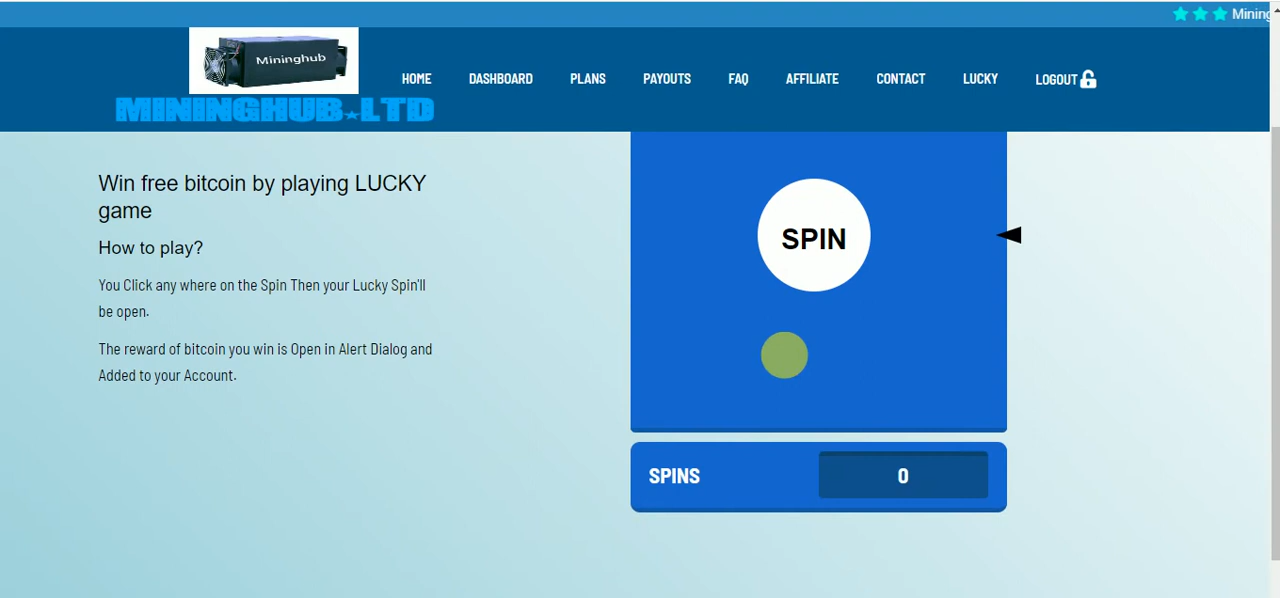 Mining
Mininghub
MININGHUB★LTD
HOME DASHBOARD PLANS PAYOUTS FAQ AFFILIATE CONTACT LUCKY LOGOUT
Win free bitcoin by playing LUCKY
game
How to play?
You Click any where on the Spin Then your Lucky Spin'll
be open.
The reward of bitcoin you win is Open in Alert Dialog and
Added to your Account.
SPIN
SPINS 0